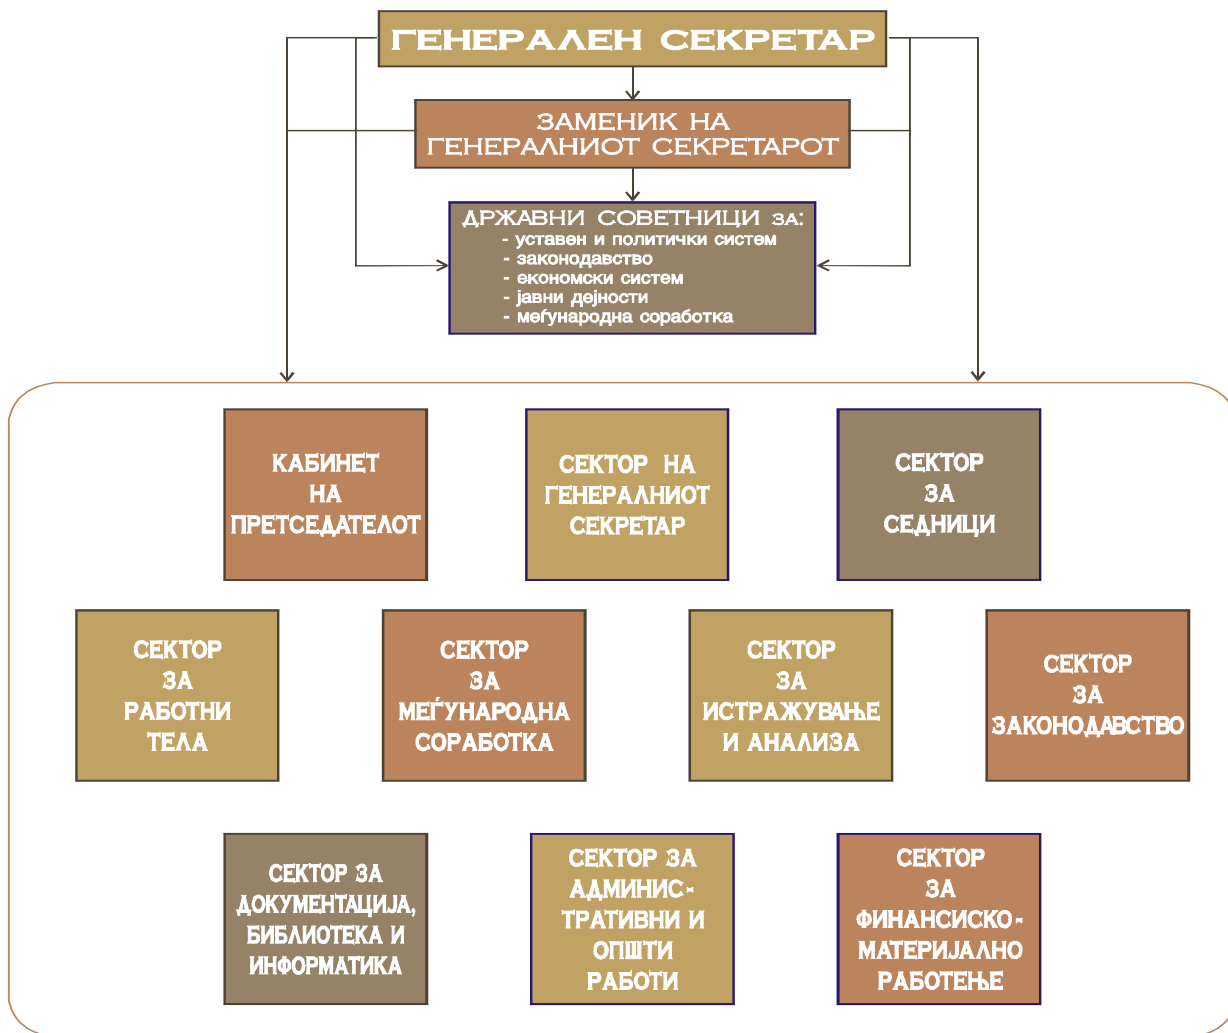 ГЕНЕРАЛЕН СЕКРЕТАР
ЗАМЕНИК НА
ГЕНЕРАЛНИОТ СЕКРЕТАРОТ
ДРЖАВНИ СОВЕТНИЦИ ЗА:
- уставен и политички систем
- законодавство
- економски систем
- јавни дејности
- меѓународна соработка
КАБИНЕТ
НА
ПРЕТСЕДАТЕЛОТ
СЕКТОР НА
ГЕНЕРАЛНИОТ
СЕКРЕТАР
СЕКТОР
ЗА
СЕДНИЦИ
СЕКТОР
ЗА
РАБОТНИ
ТЕЛА
СЕКТОР
ЗА
МЕЃУНАРОДНА
СОРАБОТКА
СЕКТОР
ЗА
ИСТРАЖУВАЊЕ
И АНАЛИЗА
СЕКТОР
ЗА
ЗАКОНОДАВСТВО
СЕКТОР ЗА
ДОКУМЕНТАЦИЈА,
БИБЛИОТЕКА И
ИНФОРМАТИКА
СЕКТОР ЗА
АДМИНИС-
ТРАТИВНИ И
ОПШТИ
РАБОТИ
СЕКТОР
ЗА
ФИНАНСИСКО-
МАТЕРИЈАЛНО
РАБОТЕЊЕ